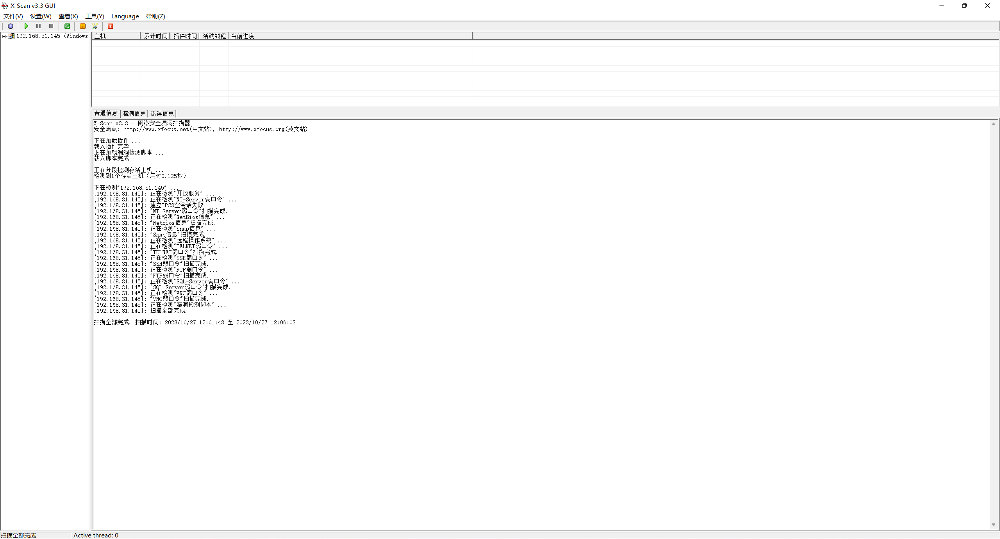 X-Scan v3.3 GUI
文件(V) 设置(W) 查看(X) 工具(Y) Language 帮助(Z)
192.168.31.145 (Windows
主机 累计时间 插件时间 活动线程 当前进度
普通信息 漏洞信息 错误信息
X-Scan v3.3 - 网络安全漏洞扫描器
安全焦点: http://www.xfocus.net(中文站), http://www.xfocus.org(英文站)
正在加载插件 ...
载入插件完毕
正在加载漏洞检测脚本 ...
载入脚本完成
正在分段检测存活主机 ...
检测到1个存活主机（用时0.125秒）
正在检测"192.168.31.145" ...
[192.168.31.145]: 正在检测"开放服务" ...
[192.168.31.145]: 正在检测"NT-Server弱口令" ...
[192.168.31.145]: 建立IPC$空会话失败
[192.168.31.145]: "NT-Server弱口令"扫描完成.
[192.168.31.145]: 正在检测"NetBios信息" ...
[192.168.31.145]: "NetBios信息"扫描完成.
[192.168.31.145]: 正在检测"Snmp信息" ...
[192.168.31.145]: "Snmp信息"扫描完成.
[192.168.31.145]: 正在检测"远程操作系统" ...
[192.168.31.145]: 正在检测"TELNET弱口令" ...
[192.168.31.145]: "TELNET弱口令"扫描完成.
[192.168.31.145]: 正在检测"SSH弱口令" ...
[192.168.31.145]: "SSH弱口令"扫描完成.
[192.168.31.145]: 正在检测"FTP弱口令" ...
[192.168.31.145]: "FTP弱口令"扫描完成.
[192.168.31.145]: 正在检测"SQL-Server弱口令" ...
[192.168.31.145]: "SQL-Server弱口令"扫描完成.
[192.168.31.145]: 正在检测"VNC弱口令" ...
[192.168.31.145]: "VNC弱口令"扫描完成.
[192.168.31.145]: 正在检测"漏洞检测脚本" ...
[192.168.31.145]: 扫描全部完成.
扫描全部完成, 扫描时间: 2023/10/27 12:01:43 至 2023/10/27 12:06:03
扫描全部完成 Active thread: 0